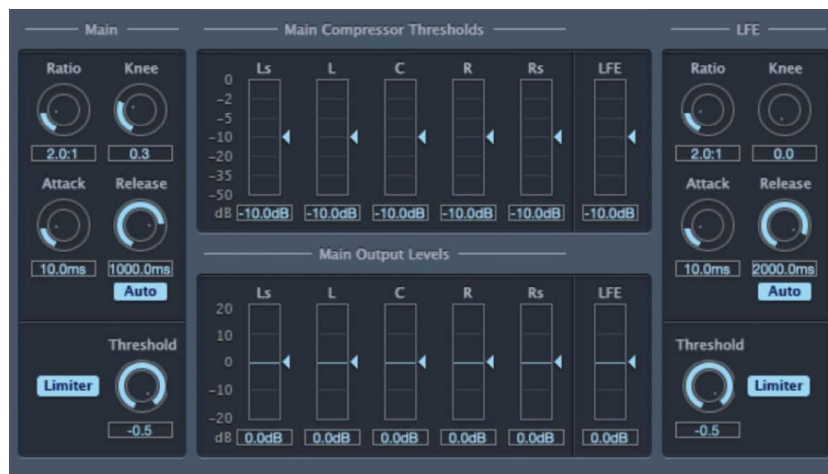 Main
Main Compressor Thresholds
LFE
Ratio Knee
2.0:1 0.3
Attack Release
10.0ms 1000.0ms
Auto
Threshold
Limiter
-0.5
Ls L C R Rs LFE
0
-2
-5
-10
-20
-35
-50
dB -10.0dB -10.0dB -10.0dB -10.0dB -10.0dB -10.0dB
Main Output Levels
Ls L C R Rs LFE
20
10
0
-10
-20
dB 0.0dB 0.0dB 0.0dB 0.0dB 0.0dB 0.0dB
Ratio Knee
2.0:1 0.0
Attack Release
10.0ms 2000.0ms
Auto
Threshold
Limiter
-0.5